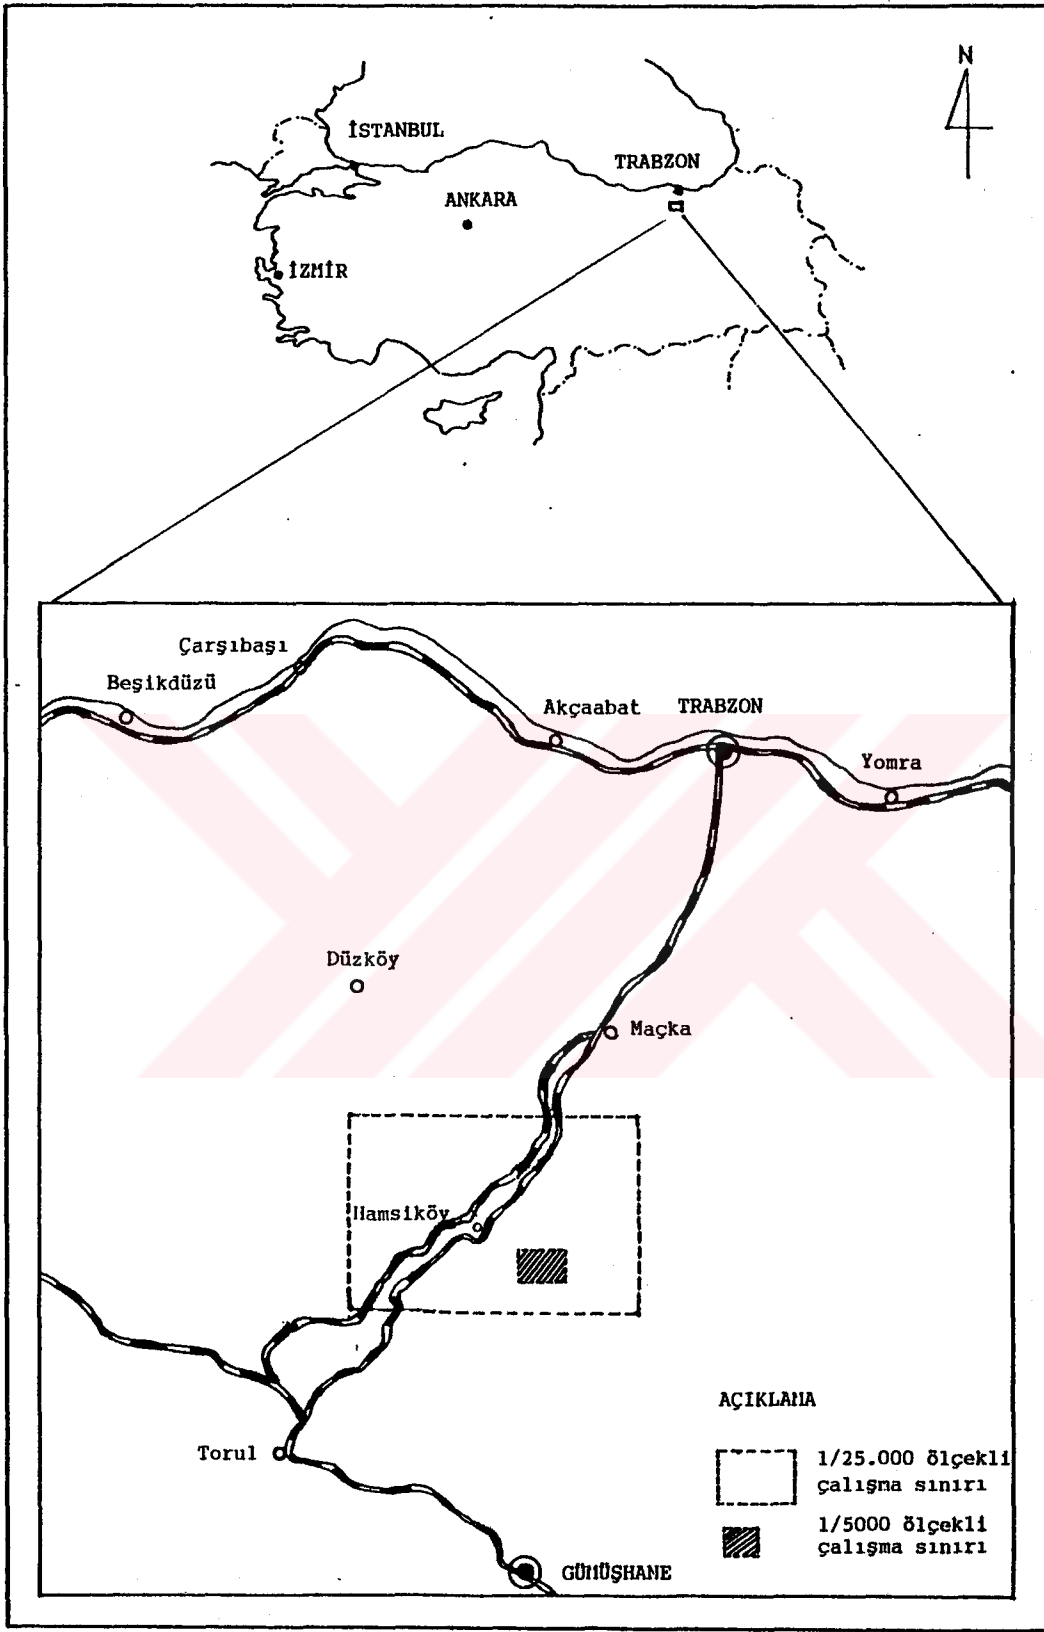 N
İSTANBUL
TRABZON
ANKARA
İZMİR
Çarşıbaşı
Beşikdüzü
Akçaabat
TRABZON
Yomra
Düzköy
Maçka
Hamsiköy
AÇIKLAMA
Torul
1/25.000 ölçekli
çalışma sınırı
1/5000 ölçekli
çalışma sınırı
GÜMÜŞHANE